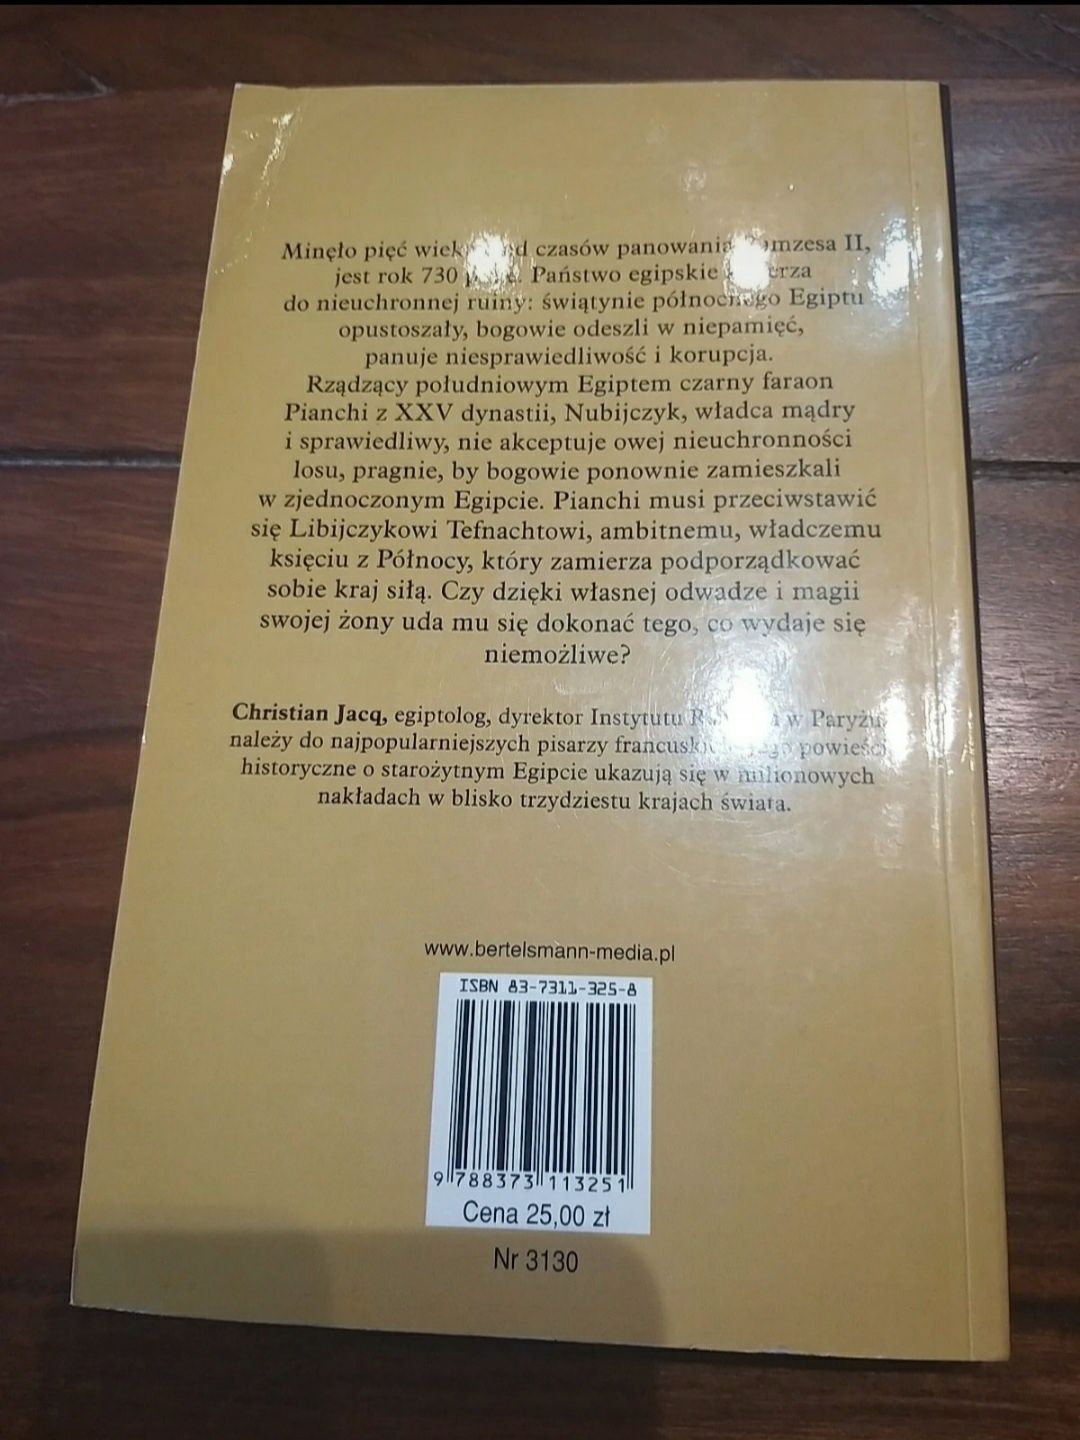 Minęło pięć czasów panowania II,
jest rok 730 Państwo egipskie
do nieuchronnej ruiny: świątynie północnego Egiptu
opustoszały, bogowie odeszli w niepamięć,
panuje niesprawiedliwość i korupcja.
Rządzący południowym Egiptem czarny faraon
Pianchi z XXV dynastii, Nubijczyk, władca mądry
i sprawiedliwy, nie akceptuje owej nieuchronności
losu, pragnie, by bogowie ponownie zamieszkali
w zjednoczonym Egipcie. Pianchi musi przeciwstawić
się Libijczykowi Tefnachtowi, ambitnemu, władczemu
księciu z Północy, który zamierza podporządkować
sobie kraj siłą. Czy dzięki własnej odwadze i magii
swojej żony uda mu się dokonać tego, co wydaje się
niemożliwe?
Christian Jacq, egiptolog, dyrektor Instytutu w Paryżu,
należy do najpopularniejszych pisarzy powieści
historyczne o starożytnym Egipcie ukazują się w milionowych
nakładach w blisko trzydziestu krajach świata.
www.bertelsmann-media.pl
ISBN 83-7311-325-8
9 788373 113251
Cena 25,00 zł
Nr 3130